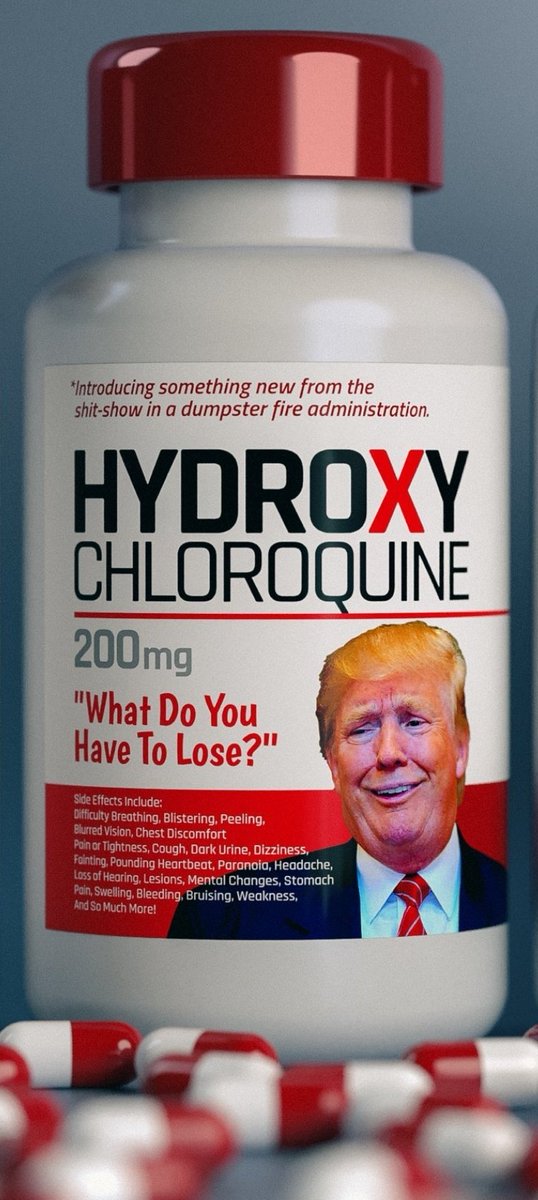 *Introducing something new from the
shit-show in a dumpster fire administration.
HYDROXY
CHLOROQUINE
200mg
"What Do You
Have To Lose?"
Side Effects Include:
Difficulty Breathing, Blistering, Peeling,
Blurred Vision, Chest Discomfort
Pain or Tightness, Cough, Dark Urine, Dizziness,
Fainting, Pounding Heartbeat, Paranoia, Headache,
Loss of Hearing, Lesions, Mental Changes, Stomach
Pain, Swelling, Bleeding, Bruising, Weakness,
And So Much More!